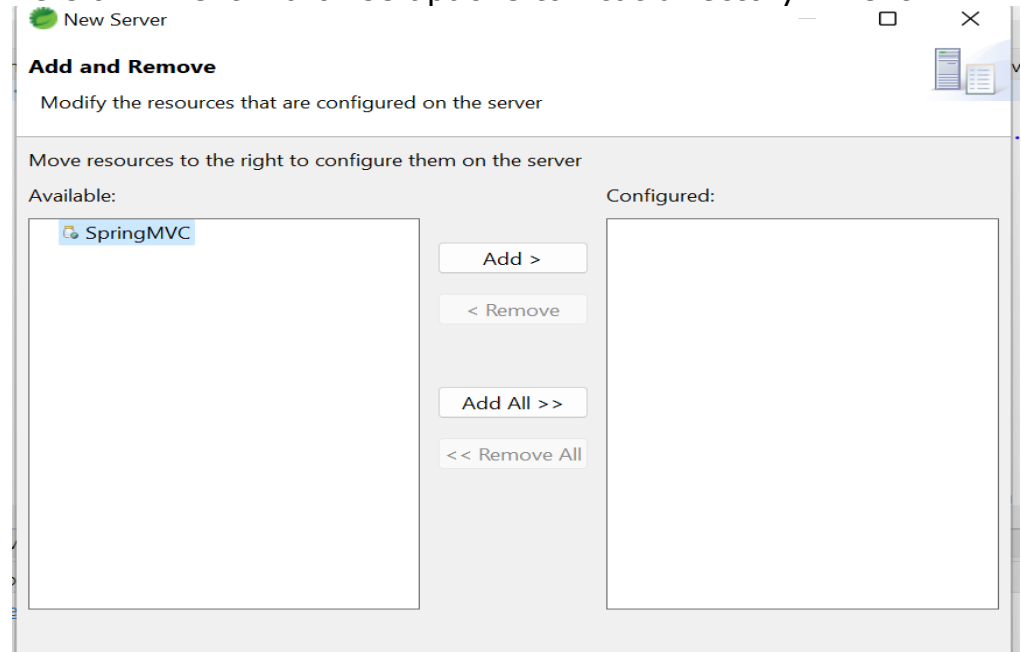 New Server
Add and Remove
Modify the resources that are configured on the server
Move resources to the right to configure them on the server
Available:
Configured:
SpringMVC
Add >
< Remove
Add All >>
<< Remove All